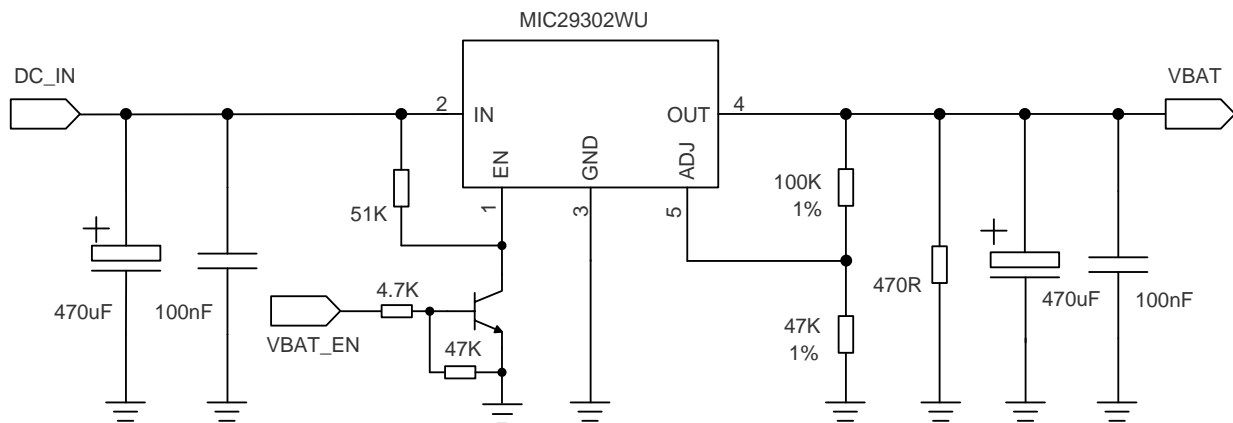 MIC29302WU
DC_IN
VBAT
2
IN
OUT
4
EN
GND
ADJ
1
3
5
51K
100K
1%
470uF
100nF
4.7K
VBAT_EN
47K
47K
1%
470R
470uF
100nF